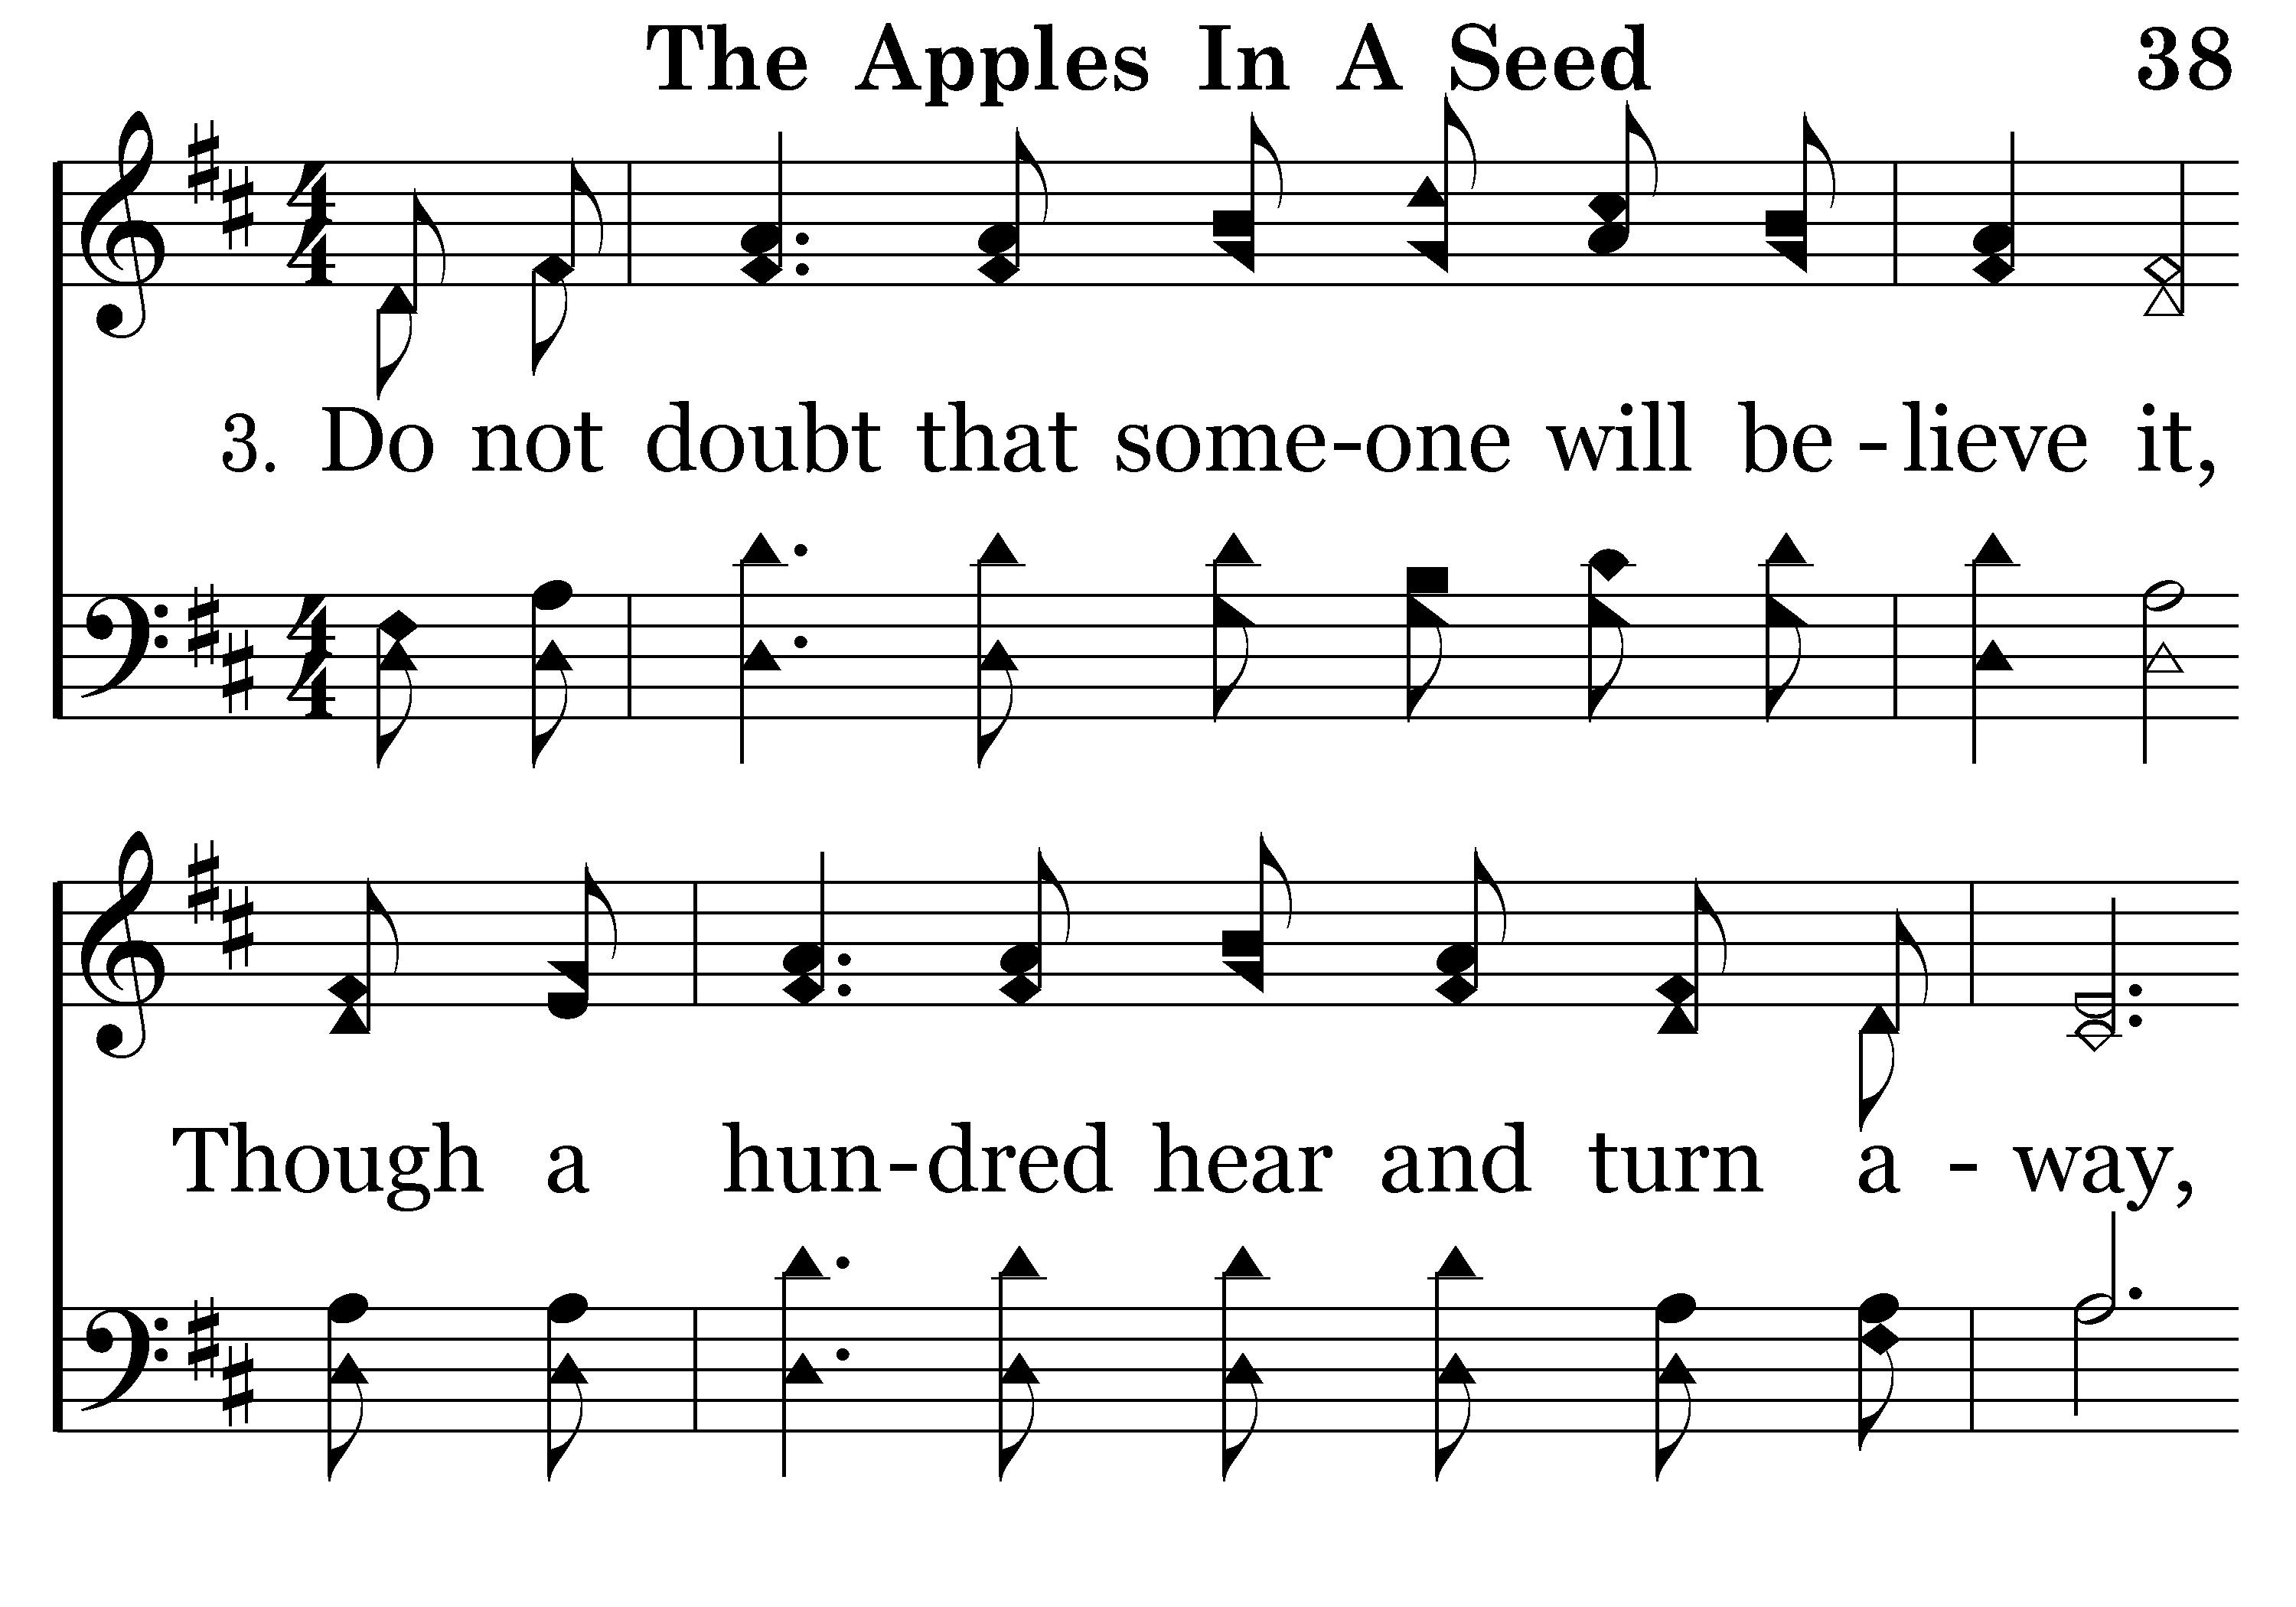 The Apples In A Seed 38
3. Do not doubt that some-one will be-lieve it,
Though a hun-dred hear and turn a-way,